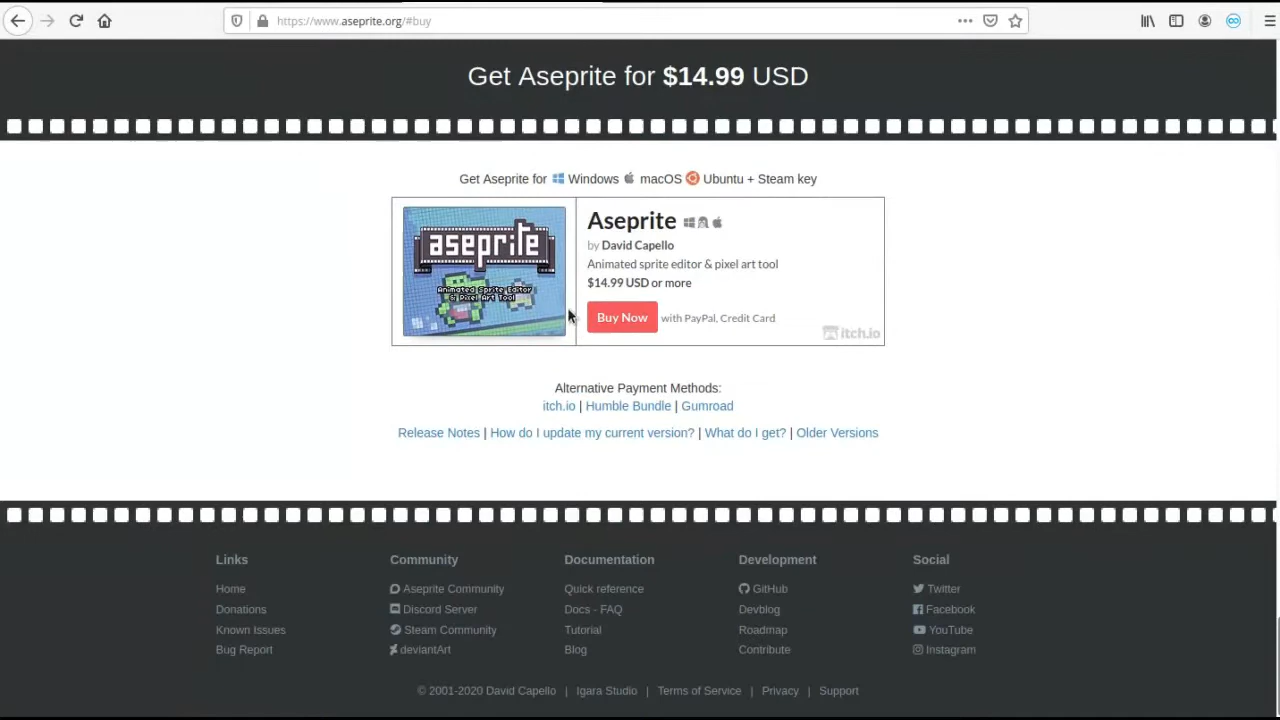 https://www.aseprite.org/#buy
Get Aseprite for $14.99 USD
Get Aseprite for Windows macOS Ubuntu + Steam key
aseprite
Animated Sprite Editor
& Pixel Art Tool
Aseprite
by David Capello
Animated sprite editor & pixel art tool
$14.99 USD or more
Buy Now with PayPal, Credit Card
itch.io
Alternative Payment Methods:
itch.io | Humble Bundle | Gumroad
Release Notes | How do I update my current version? | What do I get? | Older Versions
Links Community Documentation Development Social
Home Aseprite Community Quick reference GitHub Twitter
Donations Discord Server Docs - FAQ Devblog Facebook
Known Issues Steam Community Tutorial Roadmap YouTube
Bug Report deviantArt Blog Contribute Instagram
© 2001-2020 David Capello | Igara Studio | Terms of Service | Privacy | Support